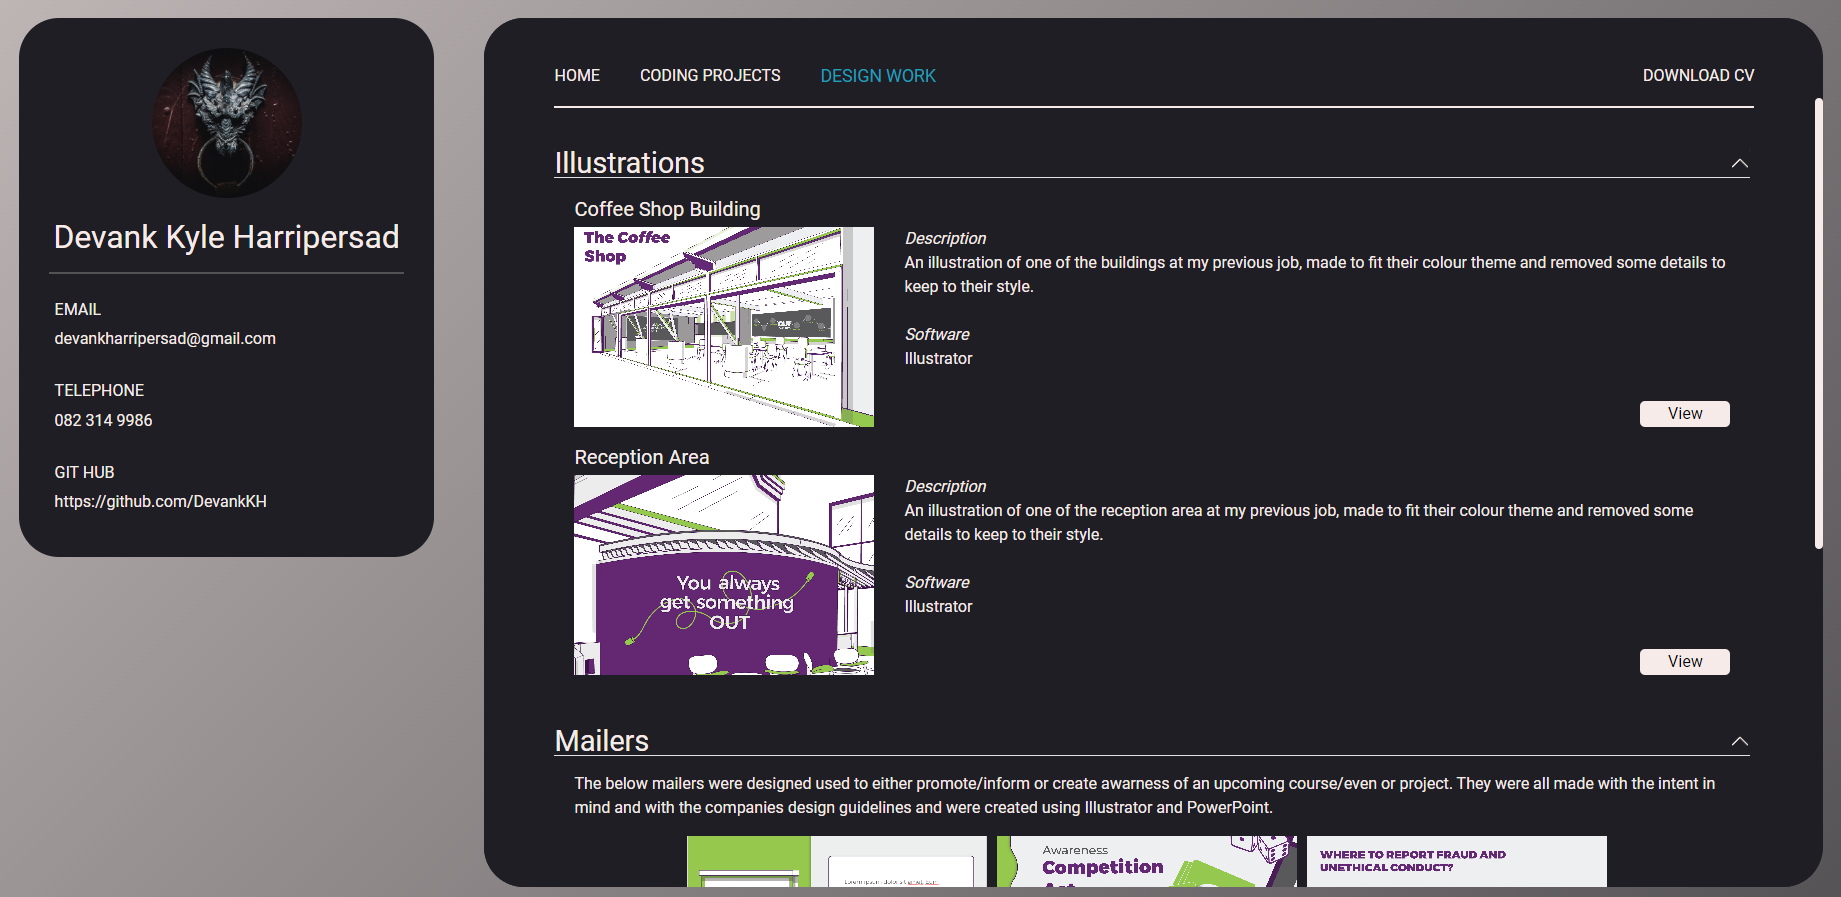 Devank Kyle Harripersad
EMAIL
devankharripersad@gmail.com
TELEPHONE
082 314 9986
GIT HUB
https://github.com/DevankKH
HOME CODING PROJECTS DESIGN WORK DOWNLOAD CV
Illustrations
Coffee Shop Building
The Coffee
Shop
Description
An illustration of one of the buildings at my previous job, made to fit their colour theme and removed some details to
keep to their style.
Software
Illustrator
View
Reception Area
You always
get something
OUT
Description
An illustration of one of the reception area at my previous job, made to fit their colour theme and removed some
details to keep to their style.
Software
Illustrator
View
Mailers
The below mailers were designed used to either promote/inform or create awarness of an upcoming course/even or project. They were all made with the intent in
mind and with the companies design guidelines and were created using Illustrator and PowerPoint.
Lorem ipsum dolor sit amet,
Awareness
Competition
WHERE TO REPORT FRAUD AND
UNETHICAL CONDUCT?